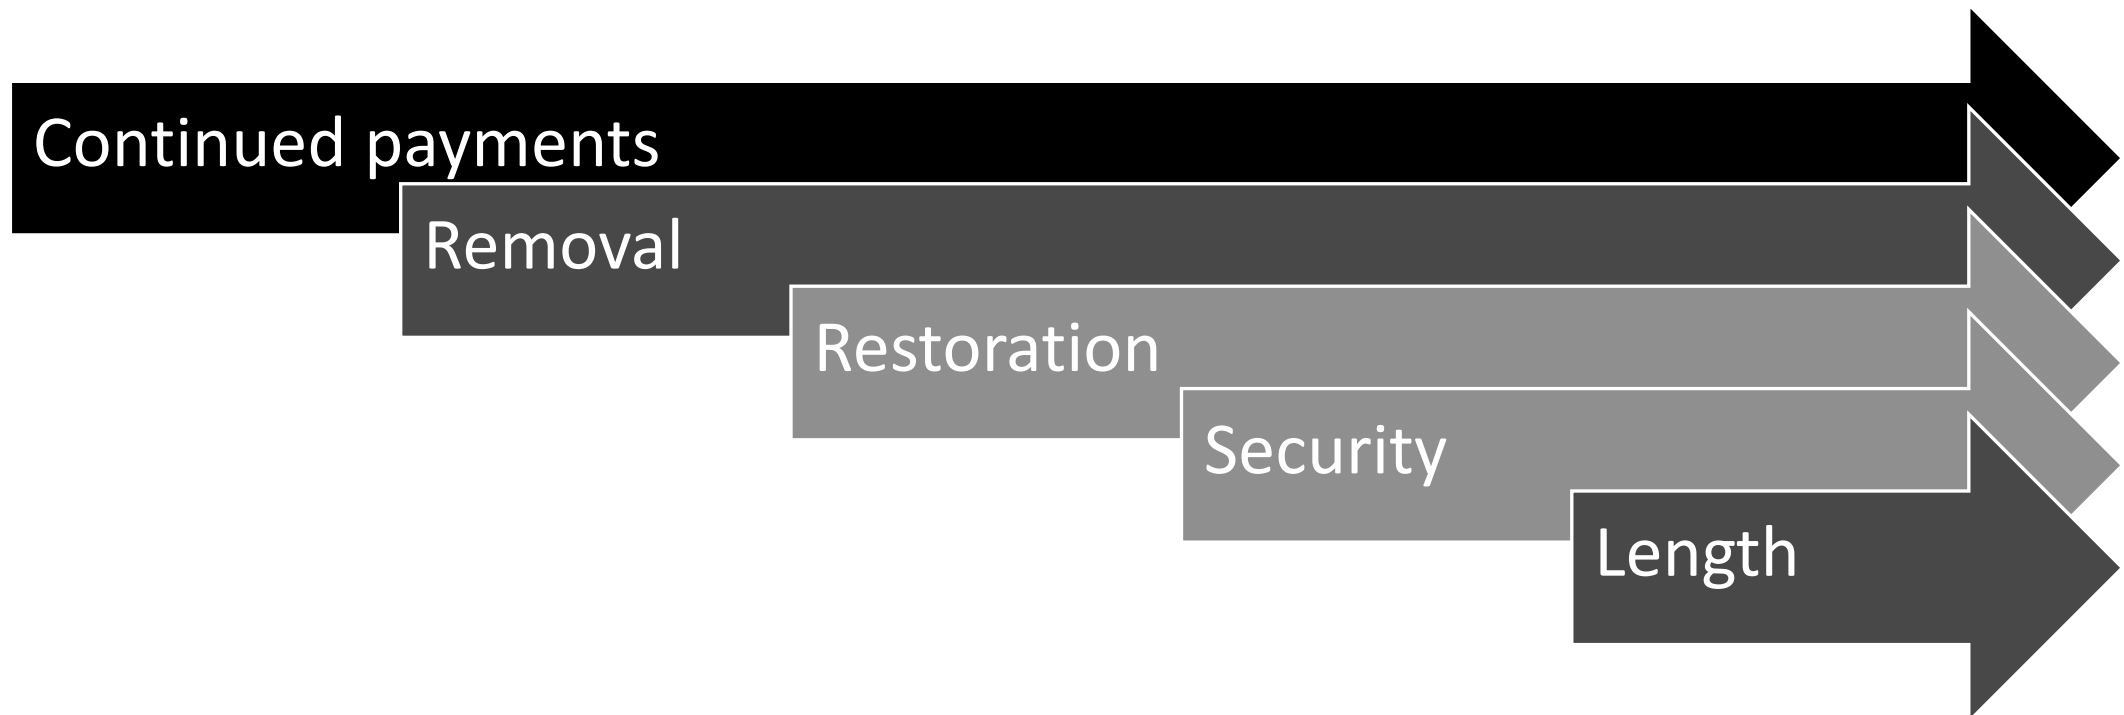 Continued payments
Removal
Restoration
Security
Length